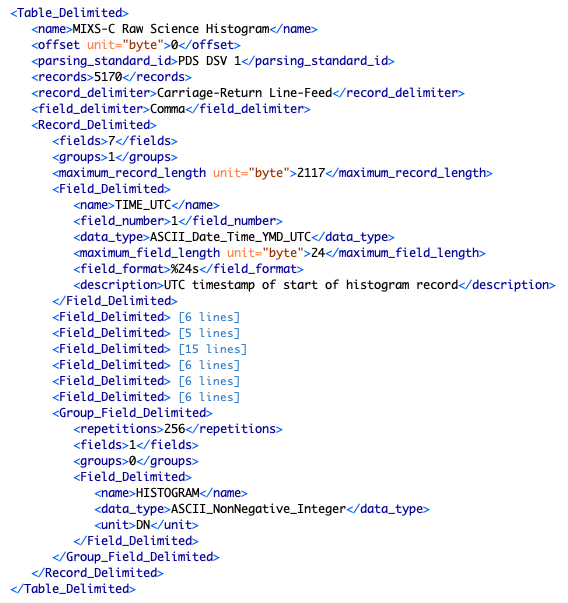 <Table_Delimited>
<name>MIXS-C Raw Science Histogram</name>
<offset unit="byte">0</offset>
<parsing_standard_id>PDS DSV 1</parsing_standard_id>
<records>5170</records>
<record_delimiter>Carriage-Return Line-Feed</record_delimiter>
<field_delimiter>Comma</field_delimiter>
<Record_Delimited>
<fields>7</fields>
<groups>1</groups>
<maximum_record_length unit="byte">2117</maximum_record_length>
<Field_Delimited>
<name>TIME_UTC</name>
<field_number>1</field_number>
<data_type>ASCII_Date_Time_YMD_UTC</data_type>
<maximum_field_length unit="byte">24</maximum_field_length>
<field_format>%24s</field_format>
<description>UTC timestamp of start of histogram record</description>
</Field_Delimited>
<Field_Delimited> [6 lines]
<Field_Delimited> [5 lines]
<Field_Delimited> [15 lines]
<Field_Delimited> [6 lines]
<Field_Delimited> [6 lines]
<Field_Delimited> [6 lines]
<Group_Field_Delimited>
<repetitions>256</repetitions>
<fields>1</fields>
<groups>0</groups>
<Field_Delimited>
<name>HISTOGRAM</name>
<data_type>ASCII_NonNegative_Integer</data_type>
<unit>DN</unit>
</Field_Delimited>
</Group_Field_Delimited>
</Record_Delimited>
</Table_Delimited>